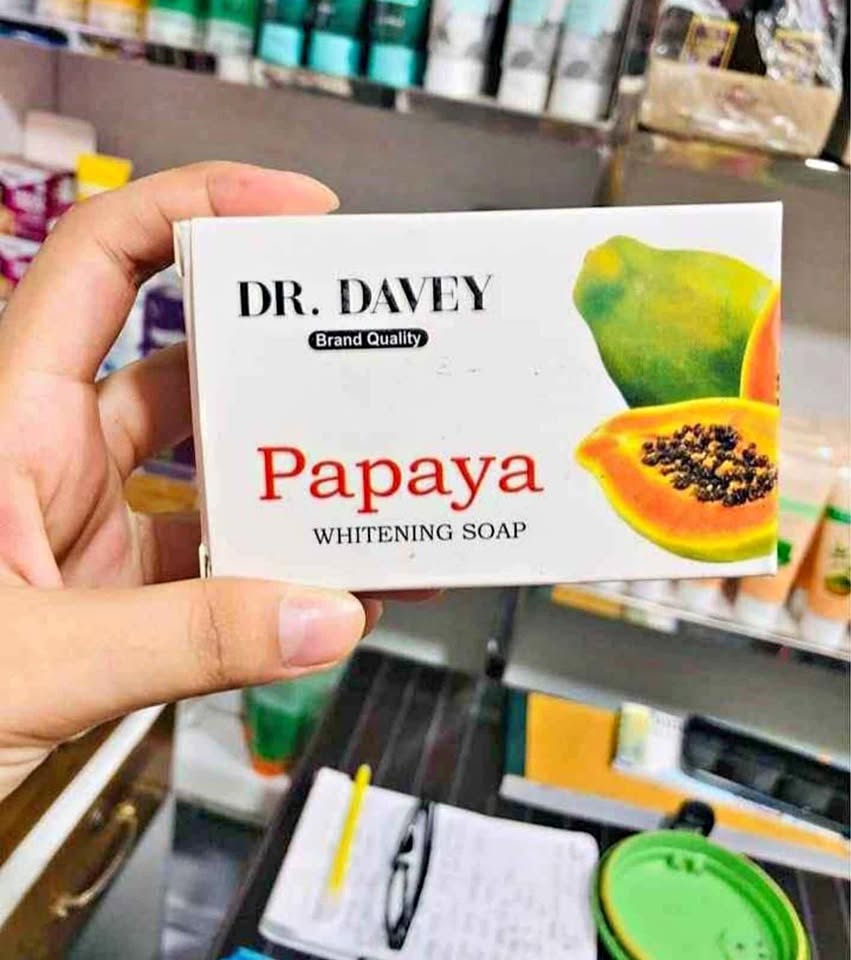 DR. DAVEY
Brand Quality
Papaya
WHITENING SOAP